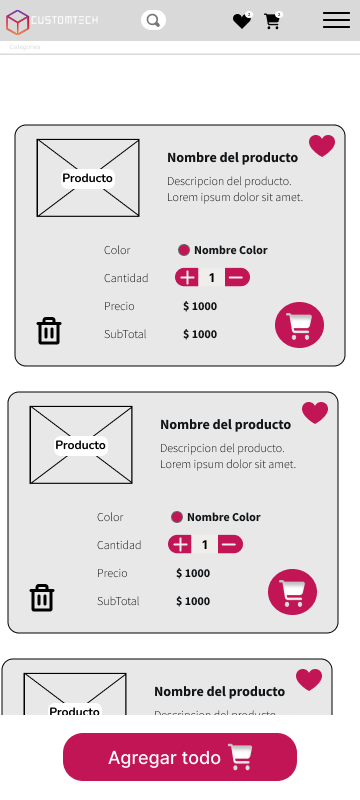 CUSTOMTECH
Categorías
Producto
Nombre del producto
Descripcion del producto.
Lorem ipsum dolor sit amet.
Color
Nombre Color
Cantidad
1
Precio
$ 1000
SubTotal
$ 1000
Producto
Nombre del producto
Descripcion del producto.
Lorem ipsum dolor sit amet.
Color
Nombre Color
Cantidad
1
Precio
$ 1000
SubTotal
$ 1000
Producto
Nombre del producto
Descripcion del producto.
Agregar todo